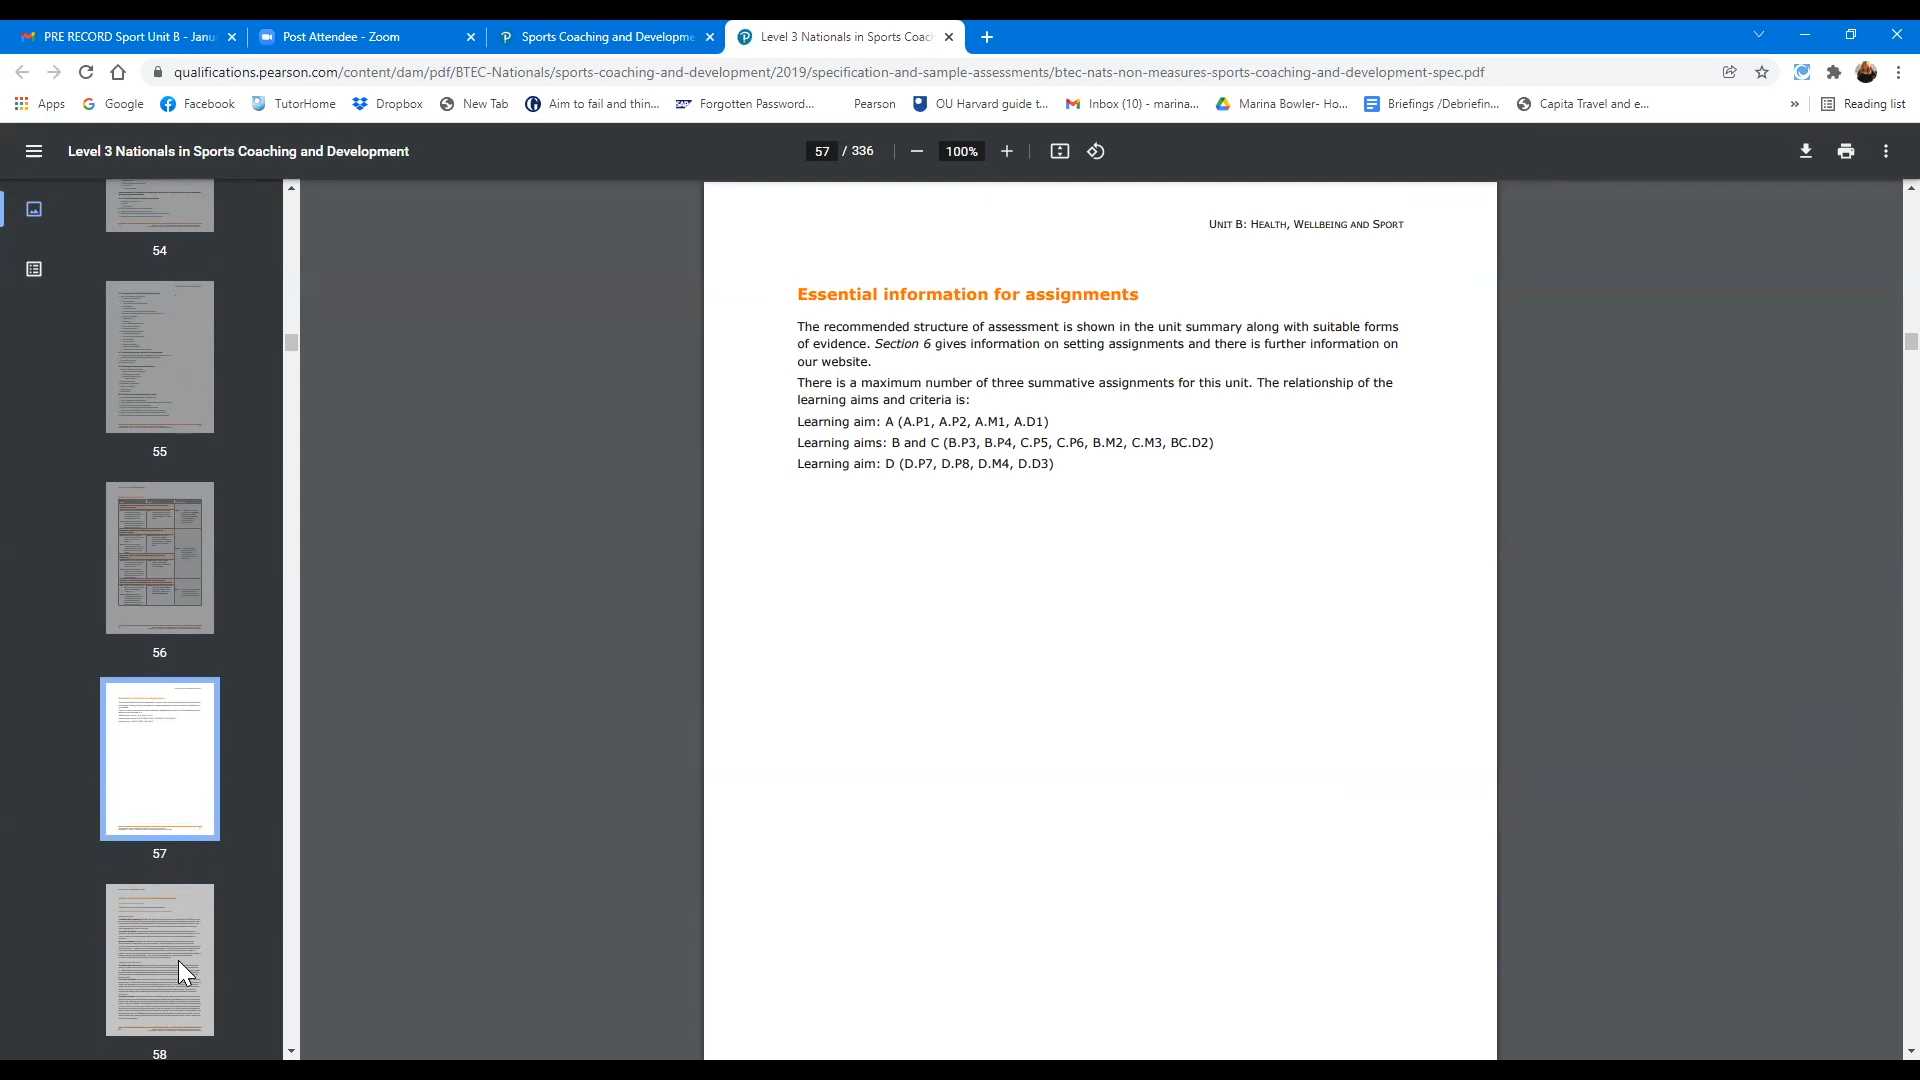 PRE RECORD Sport Unit B - Janu
Post Attendee - Zoom
Sports Coaching and Developme
Level 3 Nationals in Sports Coach
qualifications.pearson.com/content/dam/pdf/BTEC-Nationals/sports-coaching-and-development/2019/specification-and-sample-assessments/btec-nats-non-measures-sports-coaching-and-development-spec.pdf
Apps Google Facebook TutorHome Dropbox New Tab Aim to fail and thin... Forgotten Password... Pearson OU Harvard guide t... Inbox (10) - marina... Marina Bowler- Ho... Briefings /Debriefin... Capita Travel and e... » Reading list
Level 3 Nationals in Sports Coaching and Development
57 / 336
100%
54
55
56
57
58
UNIT B: HEALTH, WELLBEING AND SPORT
Essential information for assignments
The recommended structure of assessment is shown in the unit summary along with suitable forms
of evidence. Section 6 gives information on setting assignments and there is further information on
our website.
There is a maximum number of three summative assignments for this unit. The relationship of the
learning aims and criteria is:
Learning aim: A (A.P1, A.P2, A.M1, A.D1)
Learning aims: B and C (B.P3, B.P4, C.P5, C.P6, B.M2, C.M3, BC.D2)
Learning aim: D (D.P7, D.P8, D.M4, D.D3)